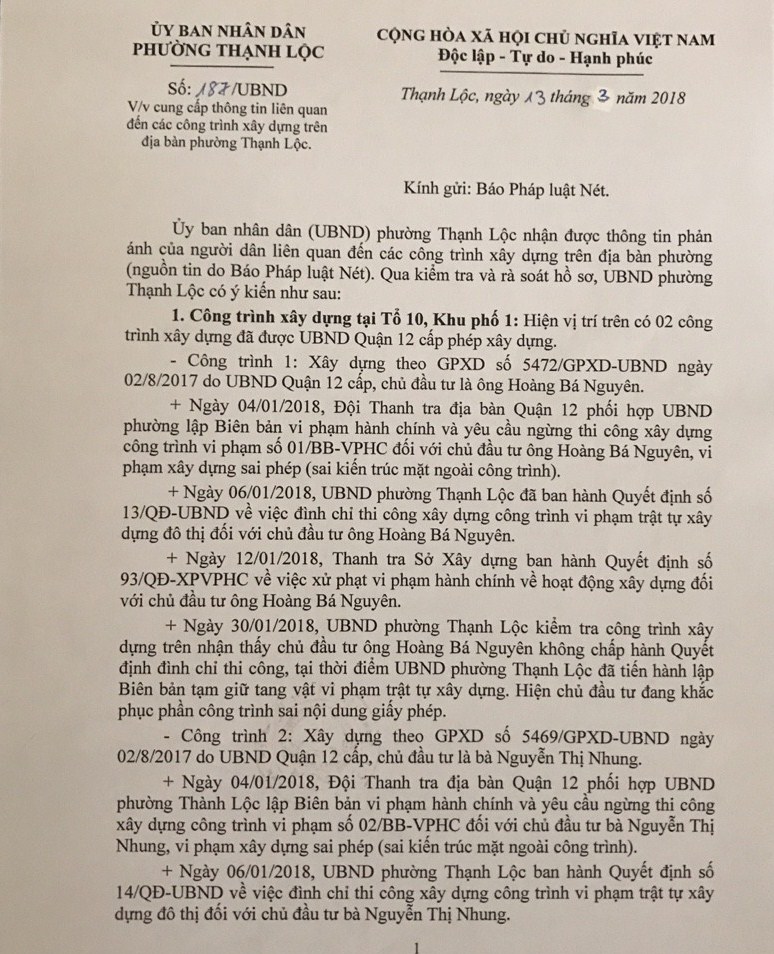 ỦY BAN NHÂN DÂN
PHƯỜNG THẠNH LỘC
CỘNG HÒA XÃ HỘI CHỦ NGHĨA VIỆT NAM
Độc lập - Tự do - Hạnh phúc
Số: 187/UBND
V/v cung cấp thông tin liên quan
đến các công trình xây dựng trên
địa bàn phường Thạnh Lộc.
Thạnh Lộc, ngày 13 tháng 3 năm 2018
Kính gửi: Báo Pháp luật Nét.
Ủy ban nhân dân (UBND) phường Thạnh Lộc nhận được thông tin phản
ánh của người dân liên quan đến các công trình xây dựng trên địa bàn phường
(nguồn tin do Báo Pháp luật Nét). Qua kiểm tra và rà soát hồ sơ, UBND phường
Thạnh Lộc có ý kiến như sau:
1. Công trình xây dựng tại Tổ 10, Khu phố 1: Hiện vị trí trên có 02 công
trình xây dựng đã được UBND Quận 12 cấp phép xây dựng.
- Công trình 1: Xây dựng theo GPXD số 5472/GPXD-UBND ngày
02/8/2017 do UBND Quận 12 cấp, chủ đầu tư là ông Hoàng Bá Nguyên.
+ Ngày 04/01/2018, Đội Thanh tra địa bàn Quận 12 phối hợp UBND
phường lập Biên bản vi phạm hành chính và yêu cầu ngừng thi công xây dựng
công trình vi phạm số 01/BB-VPHC đối với chủ đầu tư ông Hoàng Bá Nguyên, vi
phạm xây dựng sai phép (sai kiến trúc mặt ngoài công trình).
+ Ngày 06/01/2018, UBND phường Thạnh Lộc đã ban hành Quyết định số
13/QĐ-UBND về việc đình chỉ thi công xây dựng công trình vi phạm trật tự xây
dựng đô thị đối với chủ đầu tư ông Hoàng Bá Nguyên.
+ Ngày 12/01/2018, Thanh tra Sở Xây dựng ban hành Quyết định số
93/QĐ-XPVPHC về việc xử phạt vi phạm hành chính về hoạt động xây dựng đối
với chủ đầu tư ông Hoàng Bá Nguyên.
+ Ngày 30/01/2018, UBND phường Thạnh Lộc kiểm tra công trình xây
dựng trên nhận thấy chủ đầu tư ông Hoàng Bá Nguyên không chấp hành Quyết
định đình chỉ thi công, tại thời điểm UBND phường Thạnh Lộc đã tiến hành lập
Biên bản tạm giữ tang vật vi phạm trật tự xây dựng. Hiện chủ đầu tư đang khắc
phục phần công trình sai nội dung giấy phép.
- Công trình 2: Xây dựng theo GPXD số 5469/GPXD-UBND ngày
02/8/2017 do UBND Quận 12 cấp, chủ đầu tư là bà Nguyễn Thị Nhung.
+ Ngày 04/01/2018, Đội Thanh tra địa bàn Quận 12 phối hợp UBND
phường Thành Lộc lập Biên bản vi phạm hành chính và yêu cầu ngừng thi công
xây dựng công trình vi phạm số 02/BB-VPHC đối với chủ đầu tư bà Nguyễn Thị
Nhung, vi phạm xây dựng sai phép (sai kiến trúc mặt ngoài công trình).
+ Ngày 06/01/2018, UBND phường Thạnh Lộc ban hành Quyết định số
14/QĐ-UBND về việc đình chỉ thi công xây dựng công trình vi phạm trật tự xây
dựng đô thị đối với chủ đầu tư bà Nguyễn Thị Nhung.
1